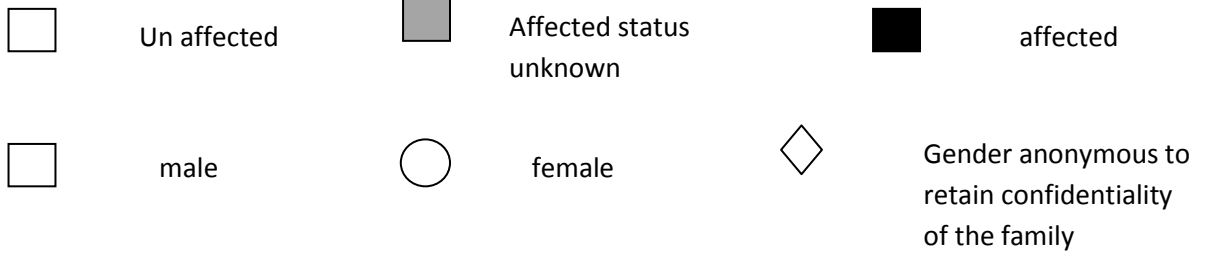 Un affected
Affected status
unknown
affected
male
female
Gender anonymous to
retain confidentiality
of the family